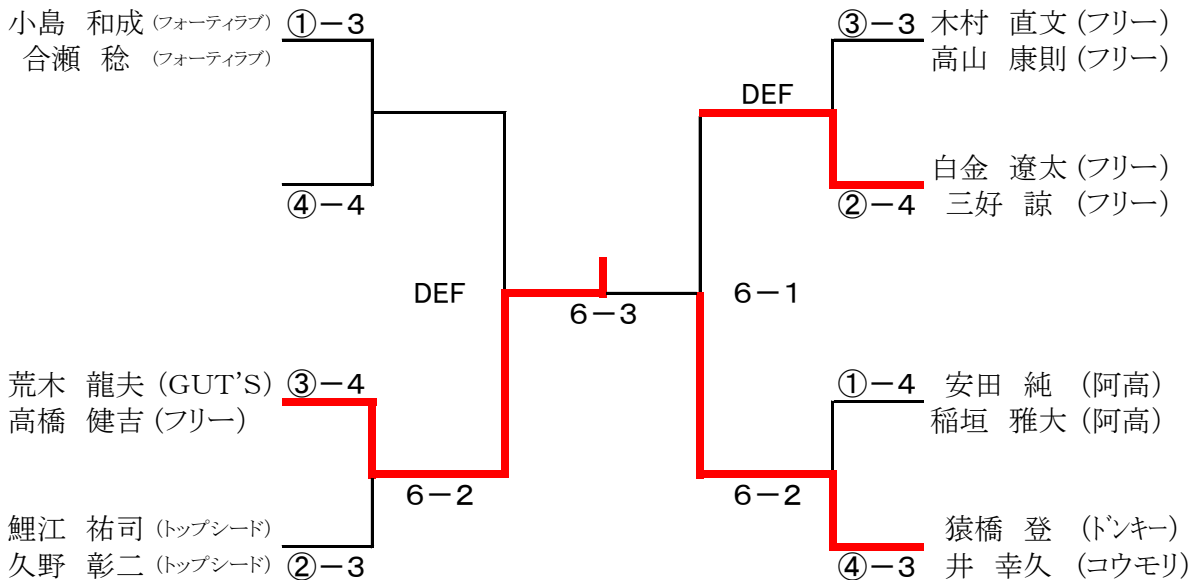 小島 和成 (フォーティラブ) ①-3
合瀬 稔 (フォーティラブ)
④-4
DEF
荒木 龍夫 (GUT'S) ③-4
高橋 健吉 (フリー)
6-2
鯉江 祐司 (トップシード)
久野 彰二 (トップシード) ②-3
6-3
③-3 木村 直文 (フリー)
高山 康則 (フリー)
DEF
白金 遼太 (フリー)
②-4 三好 諒 (フリー)
6-1
①-4 安田 純 (阿高)
稲垣 雅大 (阿高)
6-2
猿橋 登 (ドンキー)
④-3 井 幸久 (コウモリ)